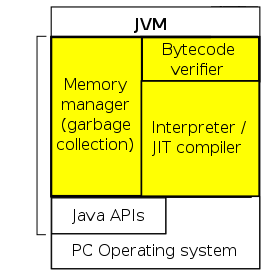 JVM
Memory
manager
(garbage
collection)
Bytecode
verifier
Interpreter /
JIT compiler
Java APIs
PC Operating system